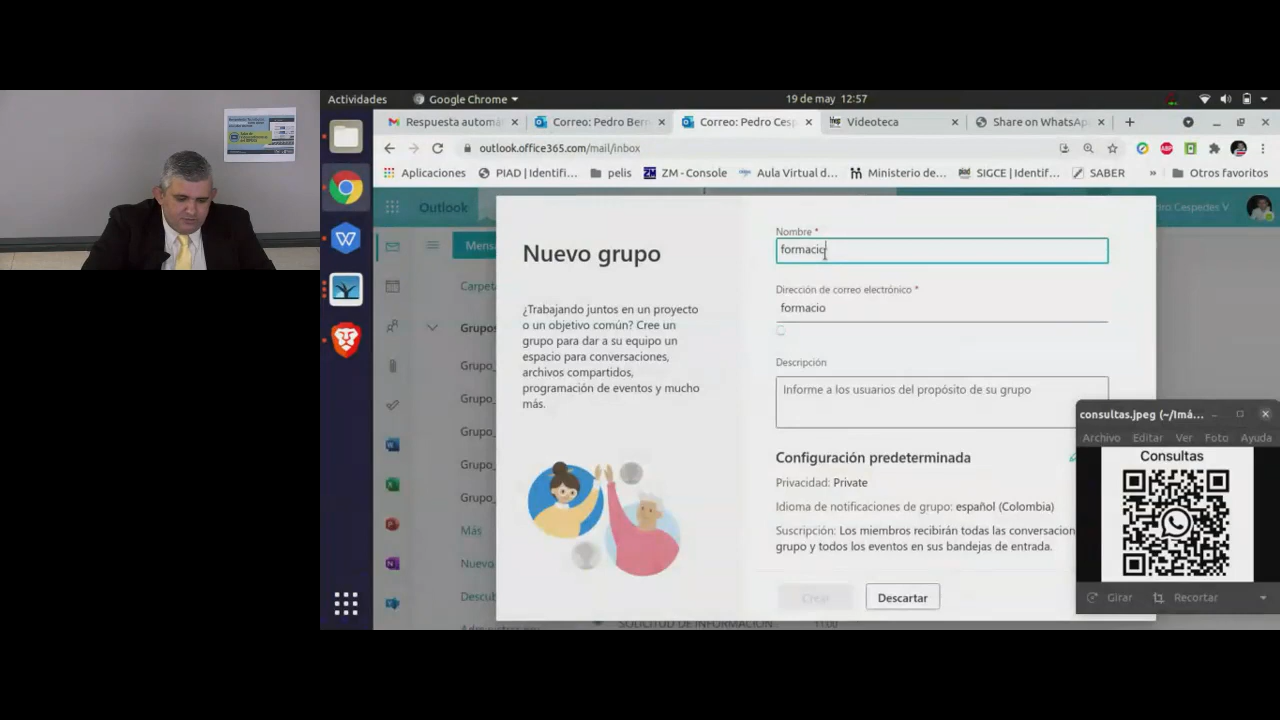 Actividades
Google Chrome
19 de may 12:57
Respuesta automa
Correo: Pedro Bern
Correo: Pedro Cesp
Videoteca
Share on WhatsAp
outlook.office365.com/mail/inbox
Aplicaciones
PIAD | Identifi...
pelis
ZM - Console
Aula Virtual d...
Ministerio de...
SIGCE | Identif...
SABER
»
Otros favoritos
Outlook
ro Cespedes V
Mens
Carpeta
Grupos
Grupo_
Grupo_
Grupo_
Grupo_
Grupo_
Más
Nuevo
Descub
Nuevo grupo
¿Trabajando juntos en un proyecto
o un objetivo común? Cree un
grupo para dar a su equipo un
espacio para conversaciones,
archivos compartidos,
programación de eventos y mucho
más.
Nombre *
formacio
Dirección de correo electrónico *
formacio
Descripción
Informe a los usuarios del propósito de su grupo
Configuración predeterminada
Privacidad: Private
Idioma de notificaciones de grupo: español (Colombia)
Suscripción: Los miembros recibirán todas las conversacion
grupo y todos los eventos en sus bandejas de entrada.
Crear
Descartar
SOLICITUD DE INFORMACIÓN
11:00
consultas.jpeg (~/Imá...
Archivo
Editar
Ver
Foto
Ayuda
Consultas
Girar
Recortar